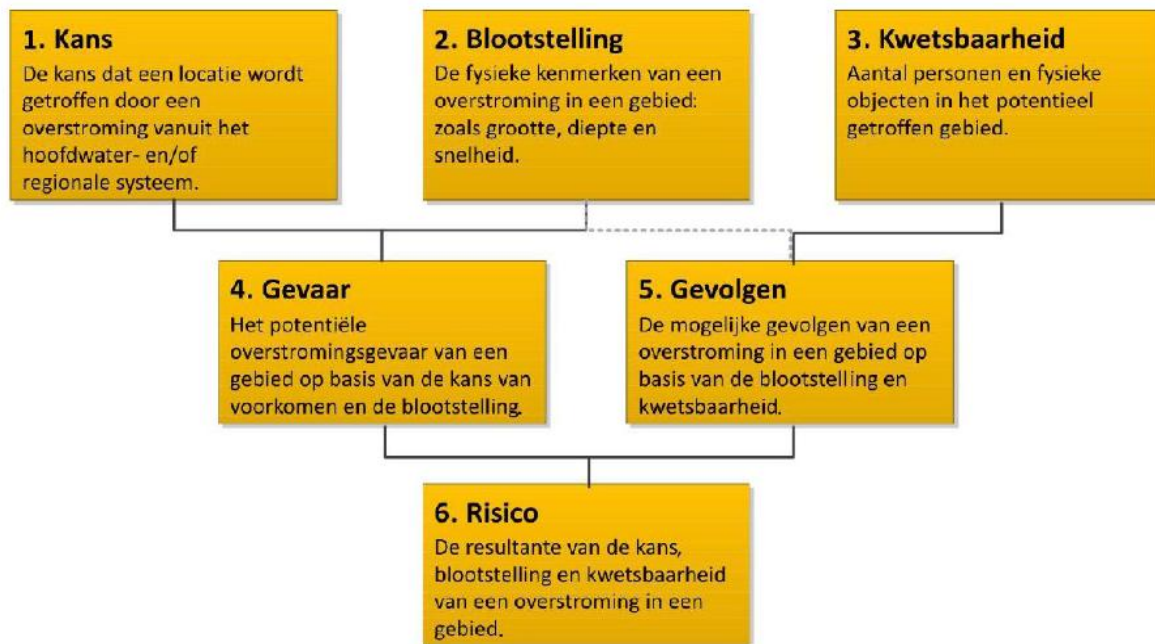 1. Kans
De kans dat een locatie wordt
getroffen door een
overstroming vanuit het
hoofdwater- en/of
regionale systeem.
2. Blootstelling
De fysieke kenmerken van een
overstroming in een gebied:
zoals grootte, diepte en
snelheid.
3. Kwetsbaarheid
Aantal personen en fysieke
objecten in het potentieel
getroffen gebied.
4. Gevaar
Het potentiële
overstromingsgevaar van een
gebied op basis van de kans van
voorkomen en de blootstelling.
5. Gevolgen
De mogelijke gevolgen van een
overstroming in een gebied op
basis van de blootstelling en
kwetsbaarheid.
6. Risico
De resultante van de kans,
blootstelling en kwetsbaarheid
van een overstroming in een
gebied.